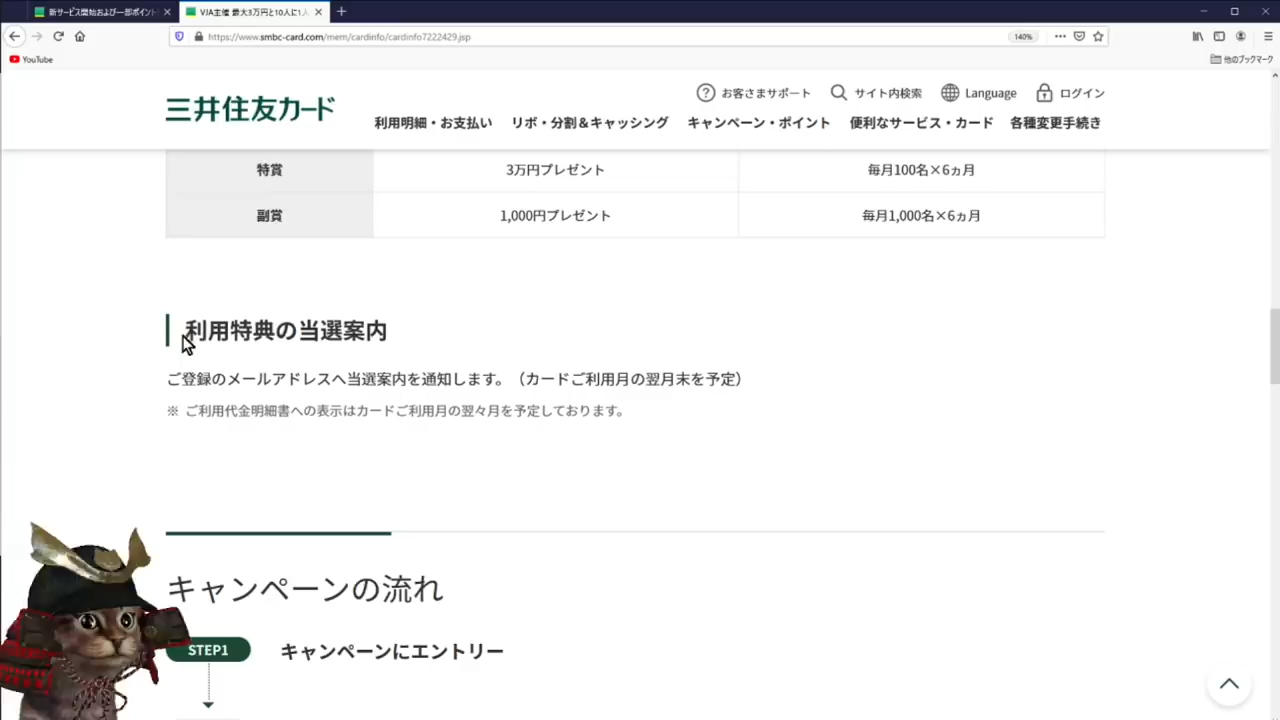 新サービス開始および一部ポイント
VJA主催 最大3万円と10人に1人
https://www.smbc-card.com/mem/cardinfo/cardinfo7222429.jsp
140%
YouTube
他のブックマーク
三井住友カード
お客さまサポート
サイト内検索
Language
ログイン
利用明細・お支払い
リボ・分割＆キャッシング
キャンペーン・ポイント
便利なサービス・カード
各種変更手続き
特賞 3万円プレゼント 毎月100名×6ヵ月
副賞 1,000円プレゼント 毎月1,000名×6ヵ月
利用特典の当選案内
ご登録のメールアドレスへ当選案内を通知します。（カードご利用月の翌月末を予定）
※ ご利用代金明細書への表示はカードご利用月の翌々月を予定しております。
キャンペーンの流れ
STEP1 キャンペーンにエントリー